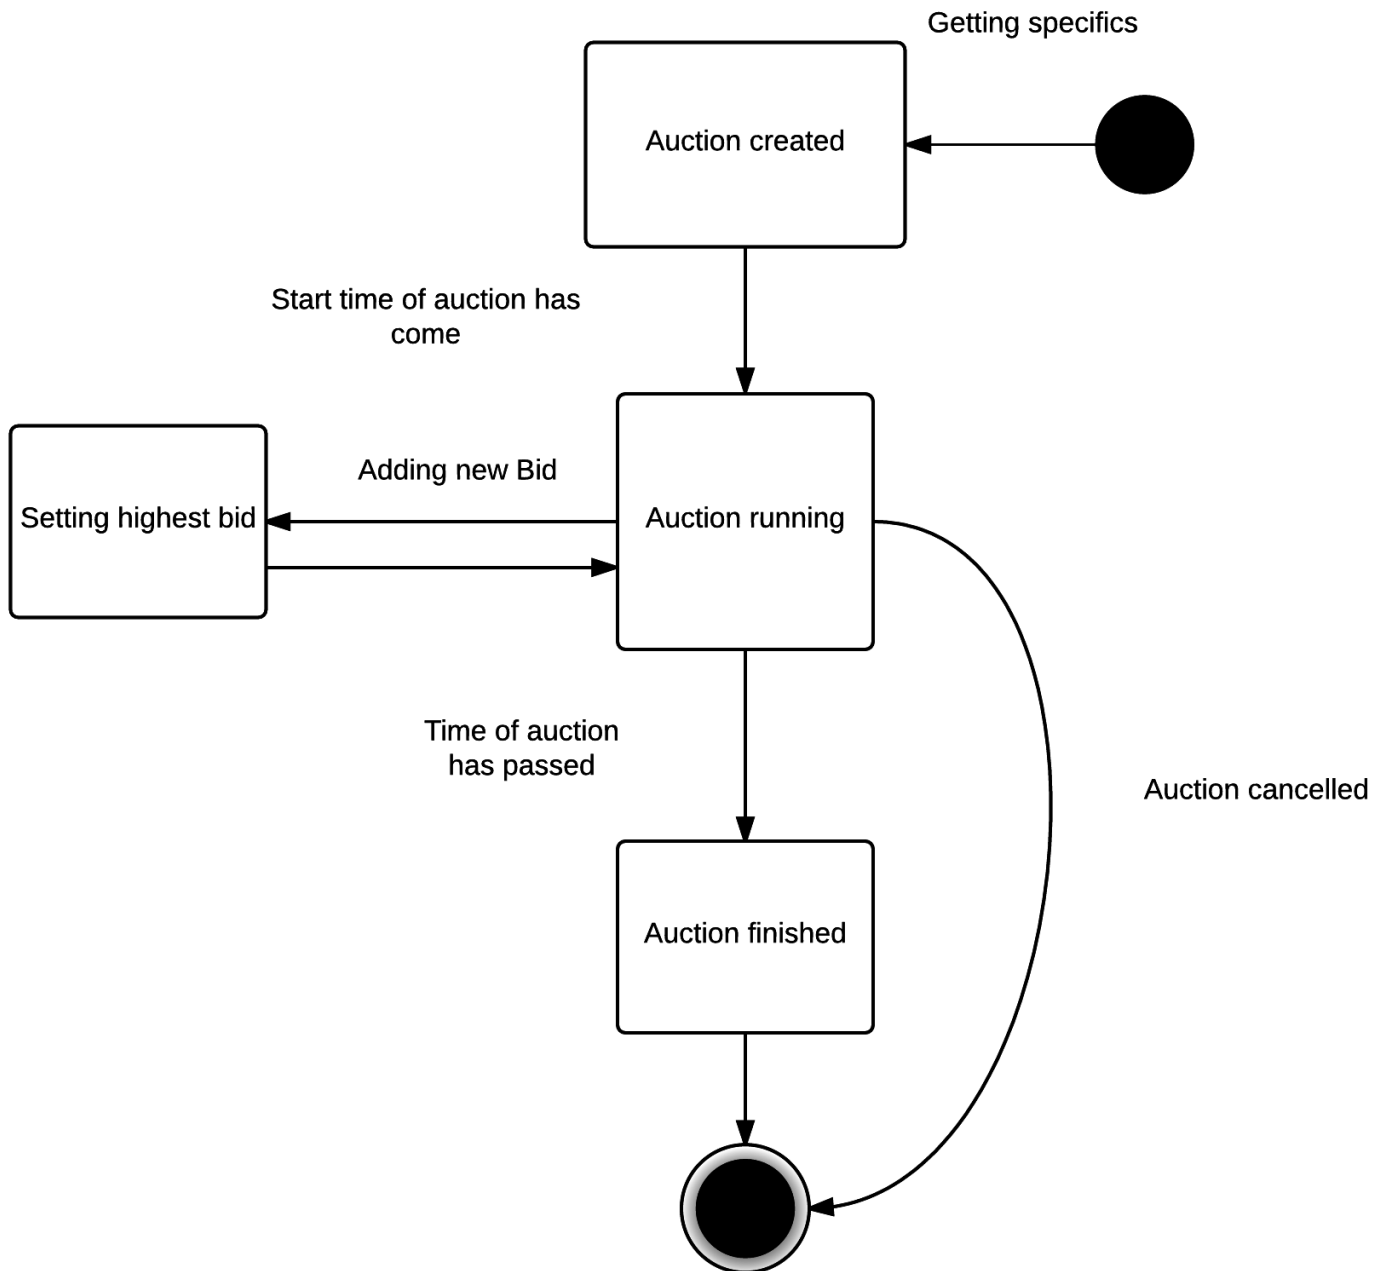 Getting specifics
Auction created
Start time of auction has
come
Adding new Bid
Setting highest bid
Auction running
Time of auction
has passed
Auction cancelled
Auction finished